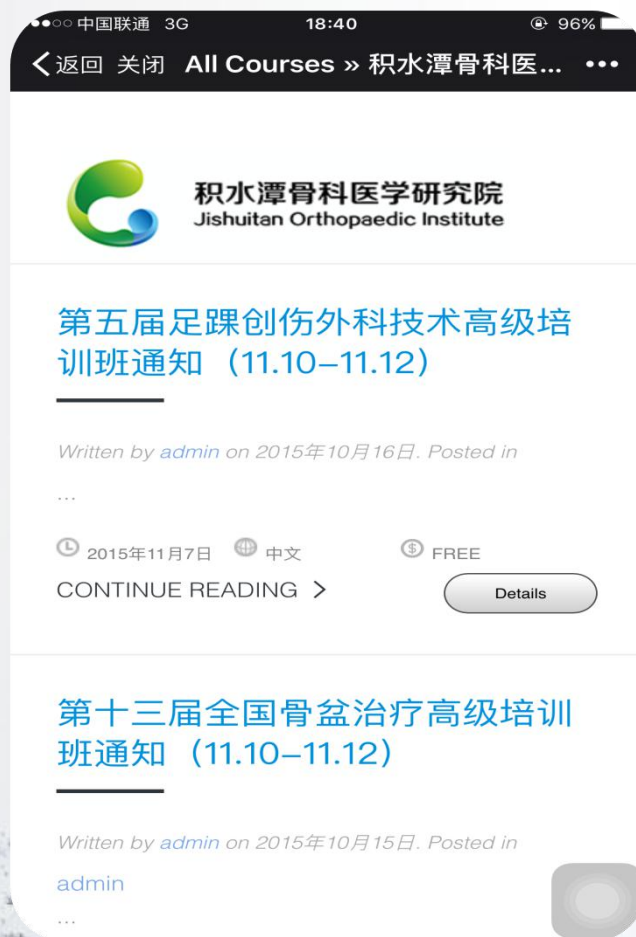 中国联通 3G 18:40 96%
返回 关闭 All Courses » 积水潭骨科医... •••
积水潭骨科医学研究院
Jishuitan Orthopaedic Institute
第五届足踝创伤外科技术高级培
训班通知（11.10–11.12）
Written by admin on 2015年10月16日. Posted in
...
2015年11月7日 中文 FREE
CONTINUE READING >
Details
第十三届全国骨盆治疗高级培训
班通知（11.10–11.12）
Written by admin on 2015年10月15日. Posted in
admin
...